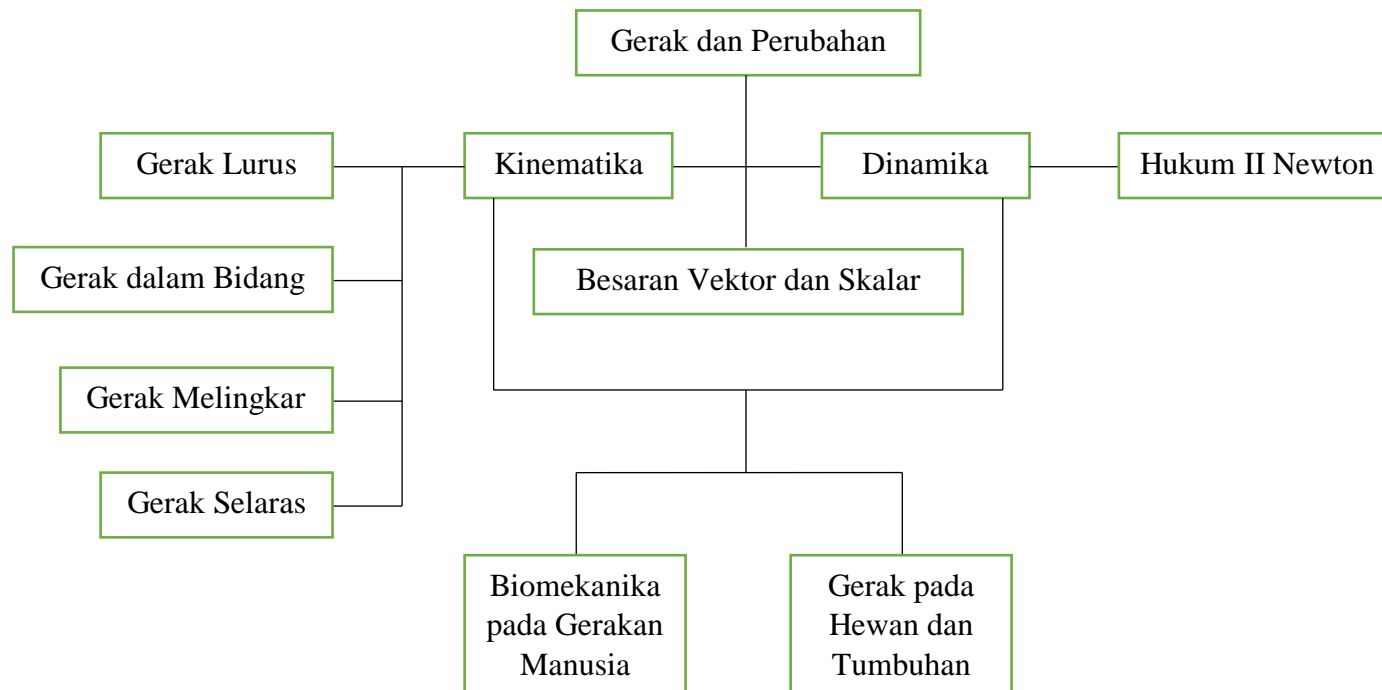 Gerak dan Perubahan
Gerak Lurus
Kinematika
Dinamika
Hukum II Newton
Gerak dalam Bidang
Besaran Vektor dan Skalar
Gerak Melingkar
Gerak Selaras
Biomekanika
pada Gerakan
Manusia
Gerak pada
Hewan dan
Tumbuhan